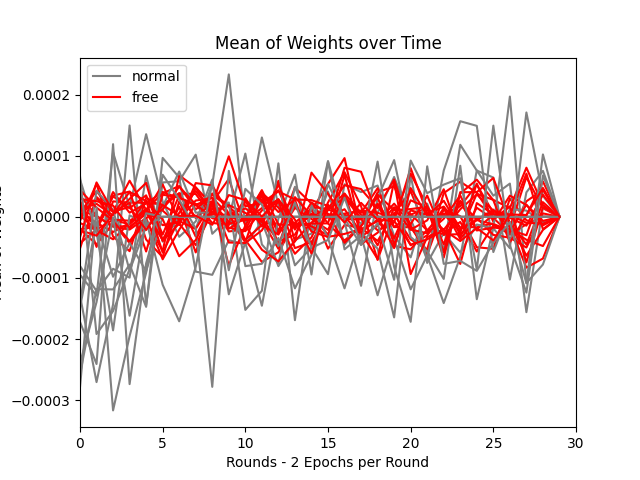 Mean of Weights over Time
normal
free
0.0002
0.0001
0.0000
−0.0001
−0.0002
−0.0003
0 5 10 15 20 25 30
Rounds - 2 Epochs per Round